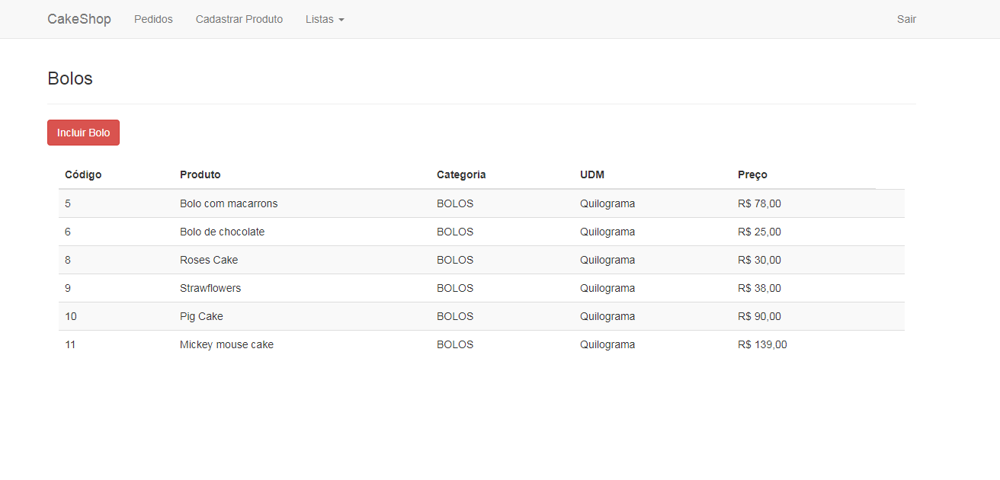 CakeShop Pedidos Cadastrar Produto Listas Sair
Bolos
Incluir Bolo
Código Produto Categoria UDM Preço
5 Bolo com macarrons BOLOS Quilograma R$ 78,00
6 Bolo de chocolate BOLOS Quilograma R$ 25,00
8 Roses Cake BOLOS Quilograma R$ 30,00
9 Strawflowers BOLOS Quilograma R$ 38,00
10 Pig Cake BOLOS Quilograma R$ 90,00
11 Mickey mouse cake BOLOS Quilograma R$ 139,00